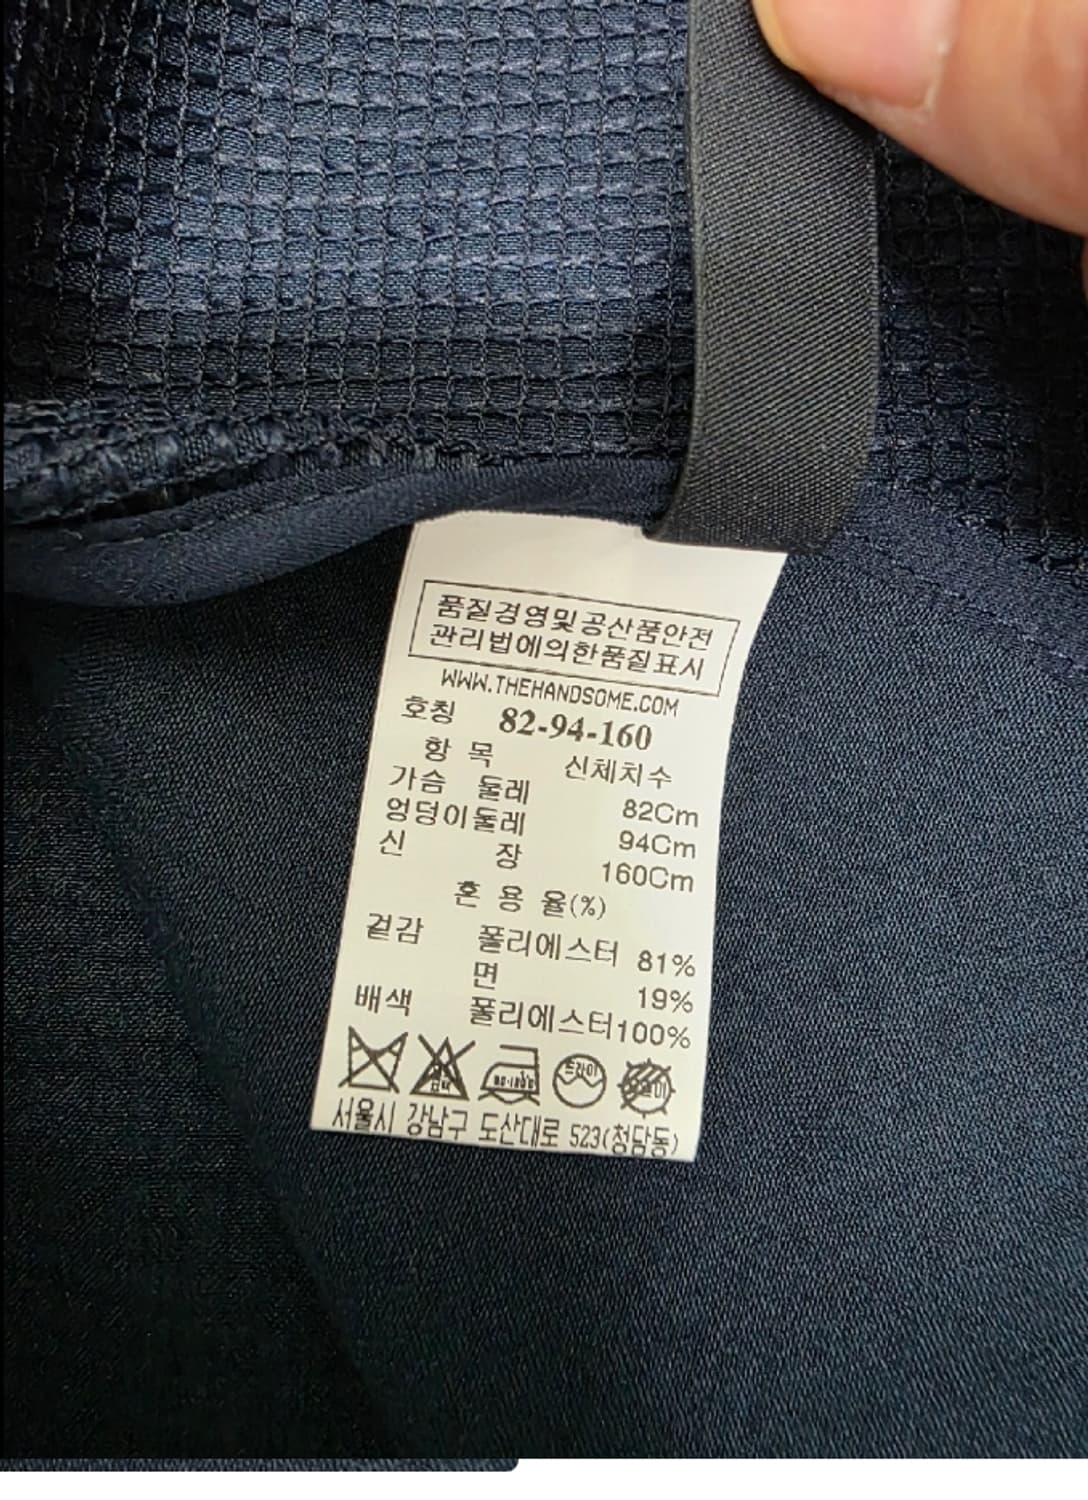 품질경영및공산품안전
관리법에의한품질표시
WWW.THEHANDSOME.COM
호칭 82-94-160
항 목 신체치수
가슴 둘레 82Cm
엉덩이둘레 94Cm
신 장 160Cm
혼 용 율(%)
겉감 폴리에스터 81%
면 19%
배색 폴리에스터100%
드라이
서울시 강남구 도산대로 523(청담동)